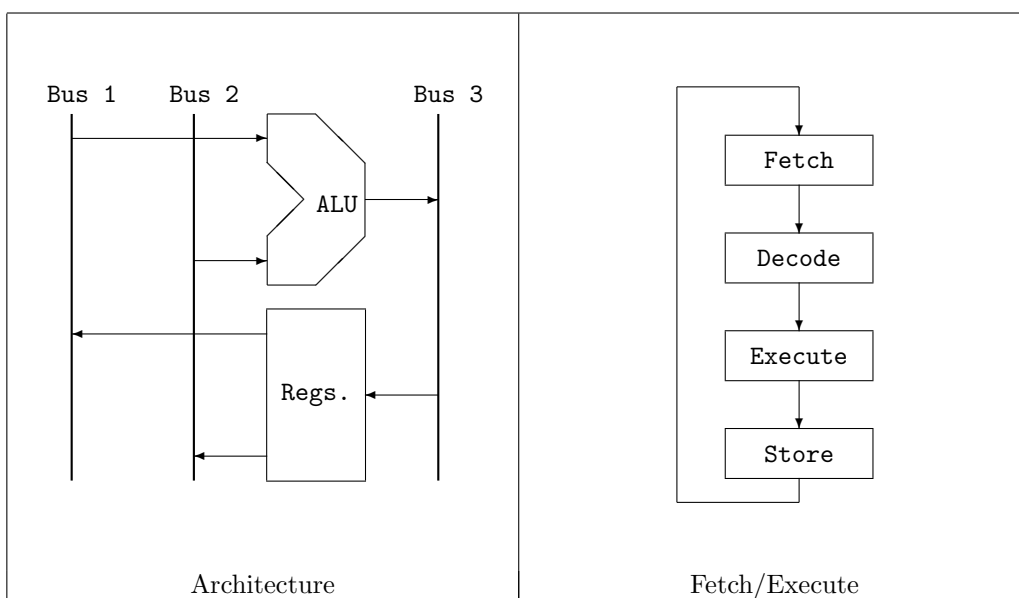 Bus 1
Bus 2
Bus 3
ALU
Regs.
Architecture
Fetch
Decode
Execute
Store
Fetch/Execute